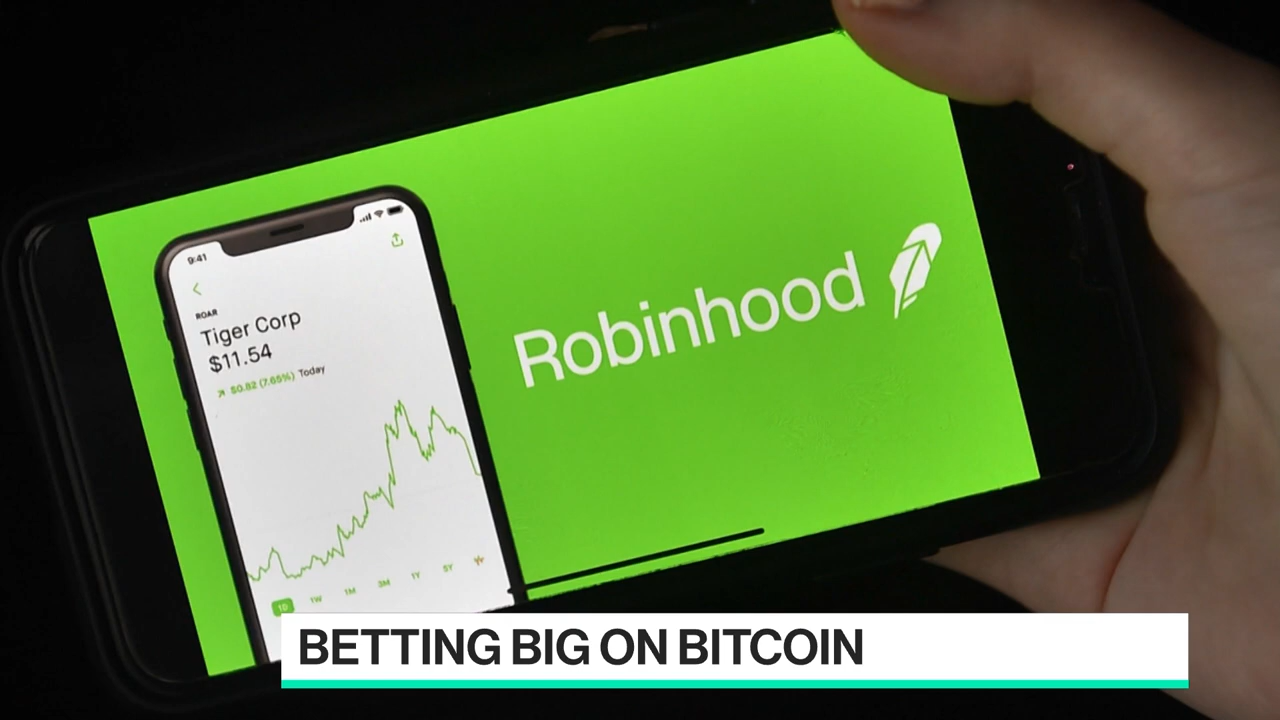 9:41
ROAR
Tiger Corp
$11.54
$0.82 (7.65%) Today
1D 1W 1M 3M 1Y 5Y
Robinhood
BETTING BIG ON BITCOIN